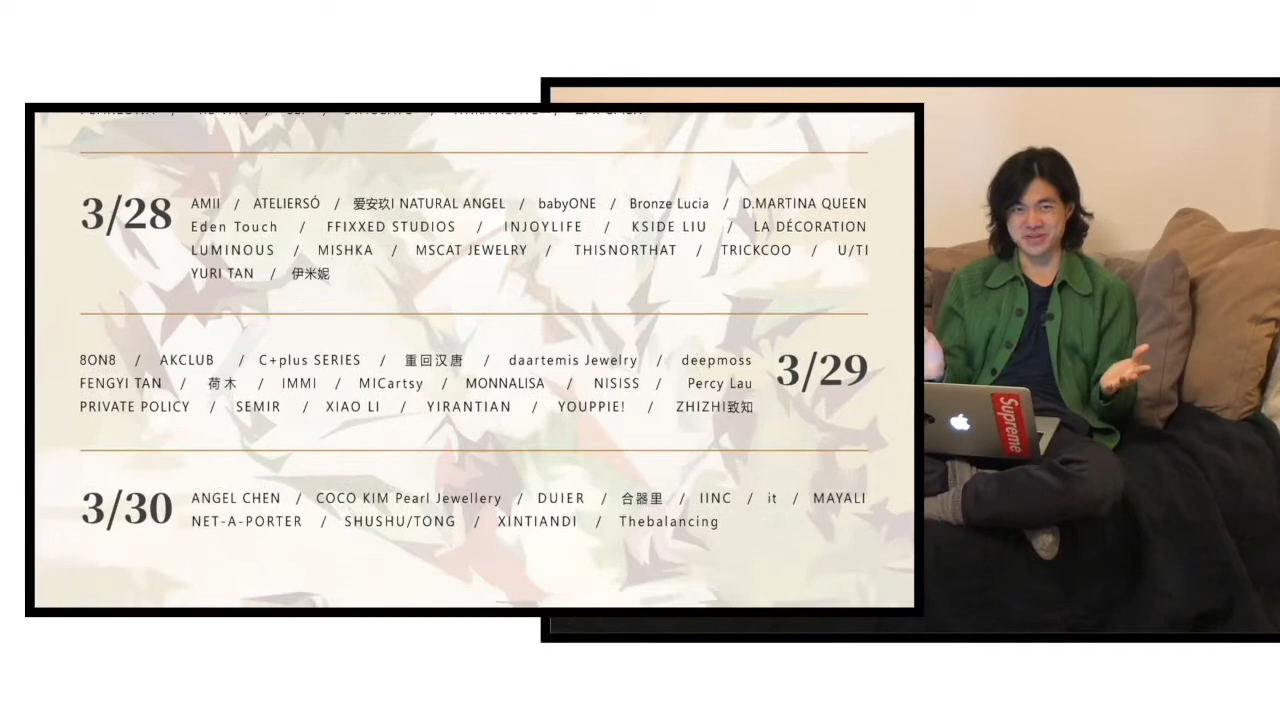 3/28
AMII / ATELIERSÓ / 爱安玖I NATURAL ANGEL / babyONE / Bronze Lucia / D.MARTINA QUEEN
Eden Touch / FFIXXED STUDIOS / INJOYLIFE / KSIDE LIU / LA DÉCORATION
LUMINOUS / MISHKA / MSCAT JEWELRY / THISNORTHAT / TRICKCOO / U/TI
YURI TAN / 伊米妮
8ON8 / AKCLUB / C+plus SERIES / 重回汉唐 / daartemis Jewelry / deepmoss
3/29
FENGYI TAN / 荷木 / IMMI / MICartsy / MONNALISA / NISISS / Percy Lau
PRIVATE POLICY / SEMIR / XIAO LI / YIRANTIAN / YOUPPIE! / ZHIZHI致知
3/30
ANGEL CHEN / COCO KIM Pearl Jewellery / DUIER / 合器里 / IINC / it / MAYALI
NET-A-PORTER / SHUSHU/TONG / XINTIANDI / Thebalancing
Supreme